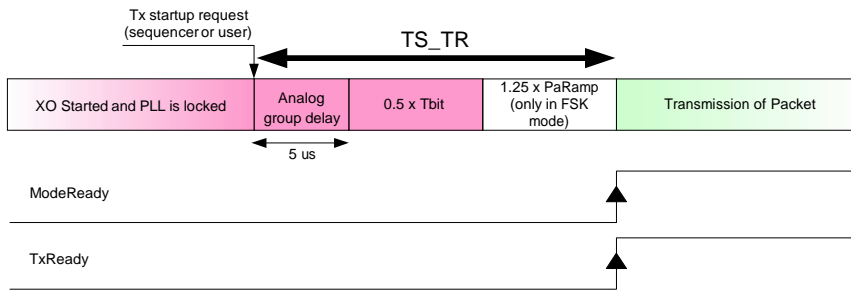 Tx startup request
(sequencer or user)
TS_TR
XO Started and PLL is locked
Analog
group delay
0.5 x Tbit
1.25 x PaRamp
(only in FSK
mode)
Transmission of Packet
5 us
ModeReady
TxReady